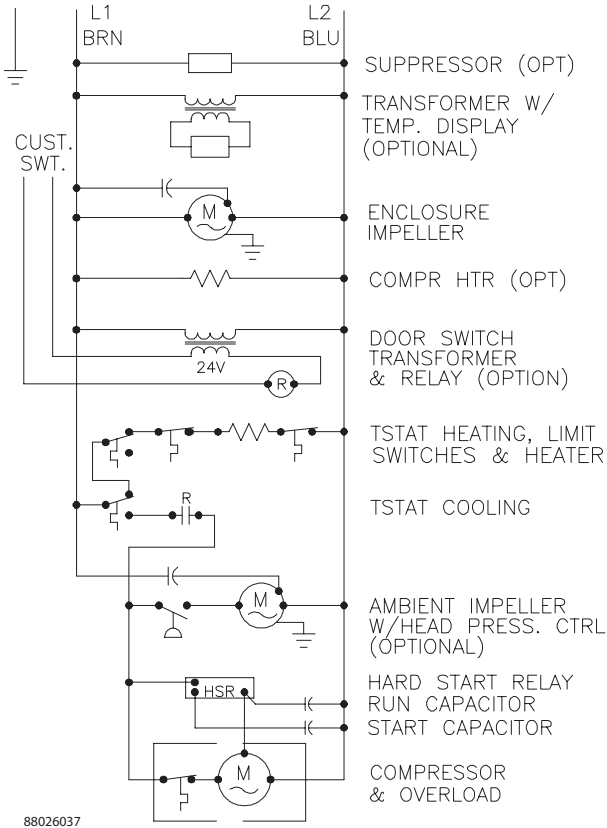 L1
BRN
L2
BLU
SUPPRESSOR (OPT)
TRANSFORMER W/
TEMP. DISPLAY
(OPTIONAL)
CUST.
SWT.
M
ENCLOSURE
IMPELLER
COMPR HTR (OPT)
24V
R
DOOR SWITCH
TRANSFORMER
& RELAY (OPTION)
TSTAT HEATING, LIMIT
SWITCHES & HEATER
R
TSTAT COOLING
M
AMBIENT IMPELLER
W/HEAD PRESS. CTRL
(OPTIONAL)
HSR
HARD START RELAY
RUN CAPACITOR
START CAPACITOR
M
COMPRESSOR
& OVERLOAD
88026037